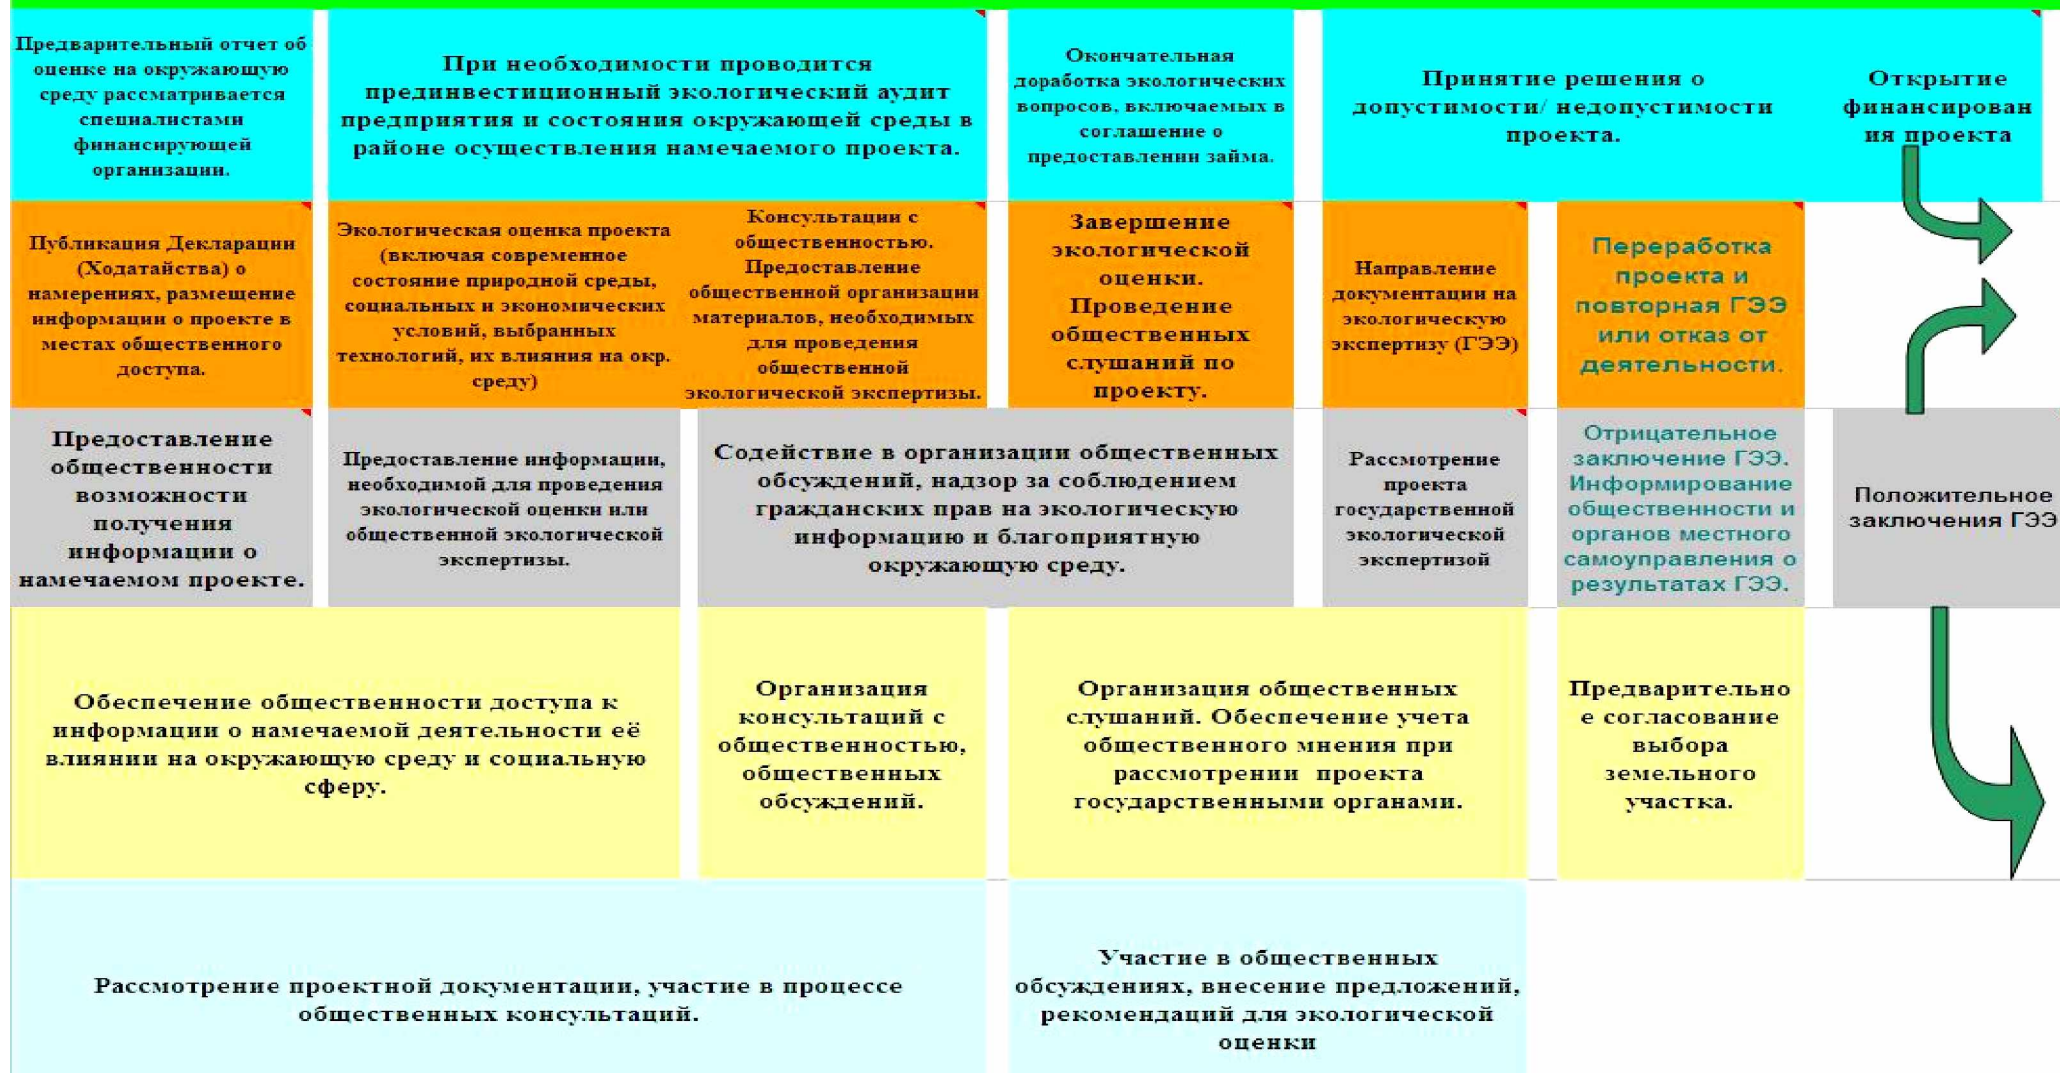 Предварительный отчет об
оценке на окружающую
среду рассматривается
специалистами
финансирующей
организации.
При необходимости проводится
прединвестиционный экологический аудит
предприятия и состояния окружающей среды в
районе осуществления намечаемого проекта.
Окончательная
доработка экологических
вопросов, включаемых в
соглашение о
предоставлении займа.
Принятие решения о
допустимости/ недопустимости
проекта.
Открытие
финансирован
ия проекта
Публикация Декларации
(Ходатайства) о
намерениях, размещение
информации о проекте в
местах общественного
доступа.
Экологическая оценка проекта
(включая современное
состояние природной среды,
социальных и экономических
условий, выбранных
технологий, их влияния на окр.
среду)
Консультации с
общественностью.
Предоставление
общественной организации
материалов, необходимых
для проведения
общественной
экологической экспертизы.
Завершение
экологической
оценки.
Проведение
общественных
слушаний по
проекту.
Направление
документации на
экологическую
экспертизу (ГЭЭ)
Переработка
проекта и
повторная ГЭЭ
или отказ от
деятельности.
Предоставление
общественности
возможности
получения
информации о
намечаемом проекте.
Предоставление информации,
необходимой для проведения
экологической оценки или
общественной экологической
экспертизы.
Содействие в организации общественных
обсуждений, надзор за соблюдением
гражданских прав на экологическую
информацию и благоприятную
окружающую среду.
Рассмотрение
проекта
государственной
экологической
экспертизой
Отрицательное
заключение ГЭЭ.
Информирование
общественности и
органов местного
самоуправления о
результатах ГЭЭ.
Положительное
заключения ГЭЭ
Обеспечение общественности доступа к
информации о намечаемой деятельности её
влиянии на окружающую среду и социальную
сферу.
Организация
консультаций с
общественностью,
общественных
обсуждений.
Организация общественных
слушаний. Обеспечение учета
общественного мнения при
рассмотрении проекта
государственными органами.
Предварительно
е согласование
выбора
земельного
участка.
Рассмотрение проектной документации, участие в процессе
общественных консультаций.
Участие в общественных
обсуждениях, внесение предложений,
рекомендаций для экологической
оценки